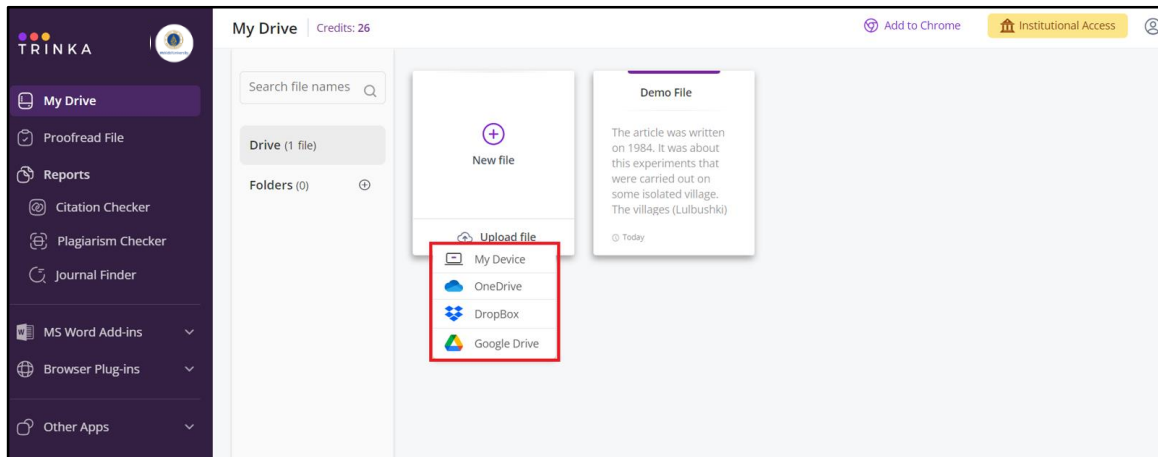 TRINKA
My Drive
Proofread File
Reports
Citation Checker
Plagiarism Checker
Journal Finder
MS Word Add-ins
Browser Plug-ins
Other Apps
My Drive Credits: 26
Add to Chrome
Institutional Access
Search file names
Drive (1 file)
Folders (0)
New file
Upload file
My Device
OneDrive
DropBox
Google Drive
Demo File
The article was written
on 1984. It was about
this experiments that
were carried out on
some isolated village.
The villages (Lulbushki)
Today